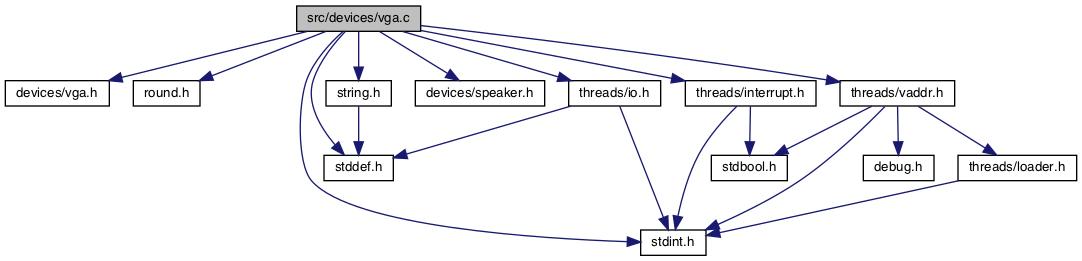 src/devices/vga.c
devices/vga.h
round.h
string.h
devices/speaker.h
threads/io.h
threads/interrupt.h
threads/vaddr.h
stddef.h
stdbool.h
debug.h
threads/loader.h
stdint.h